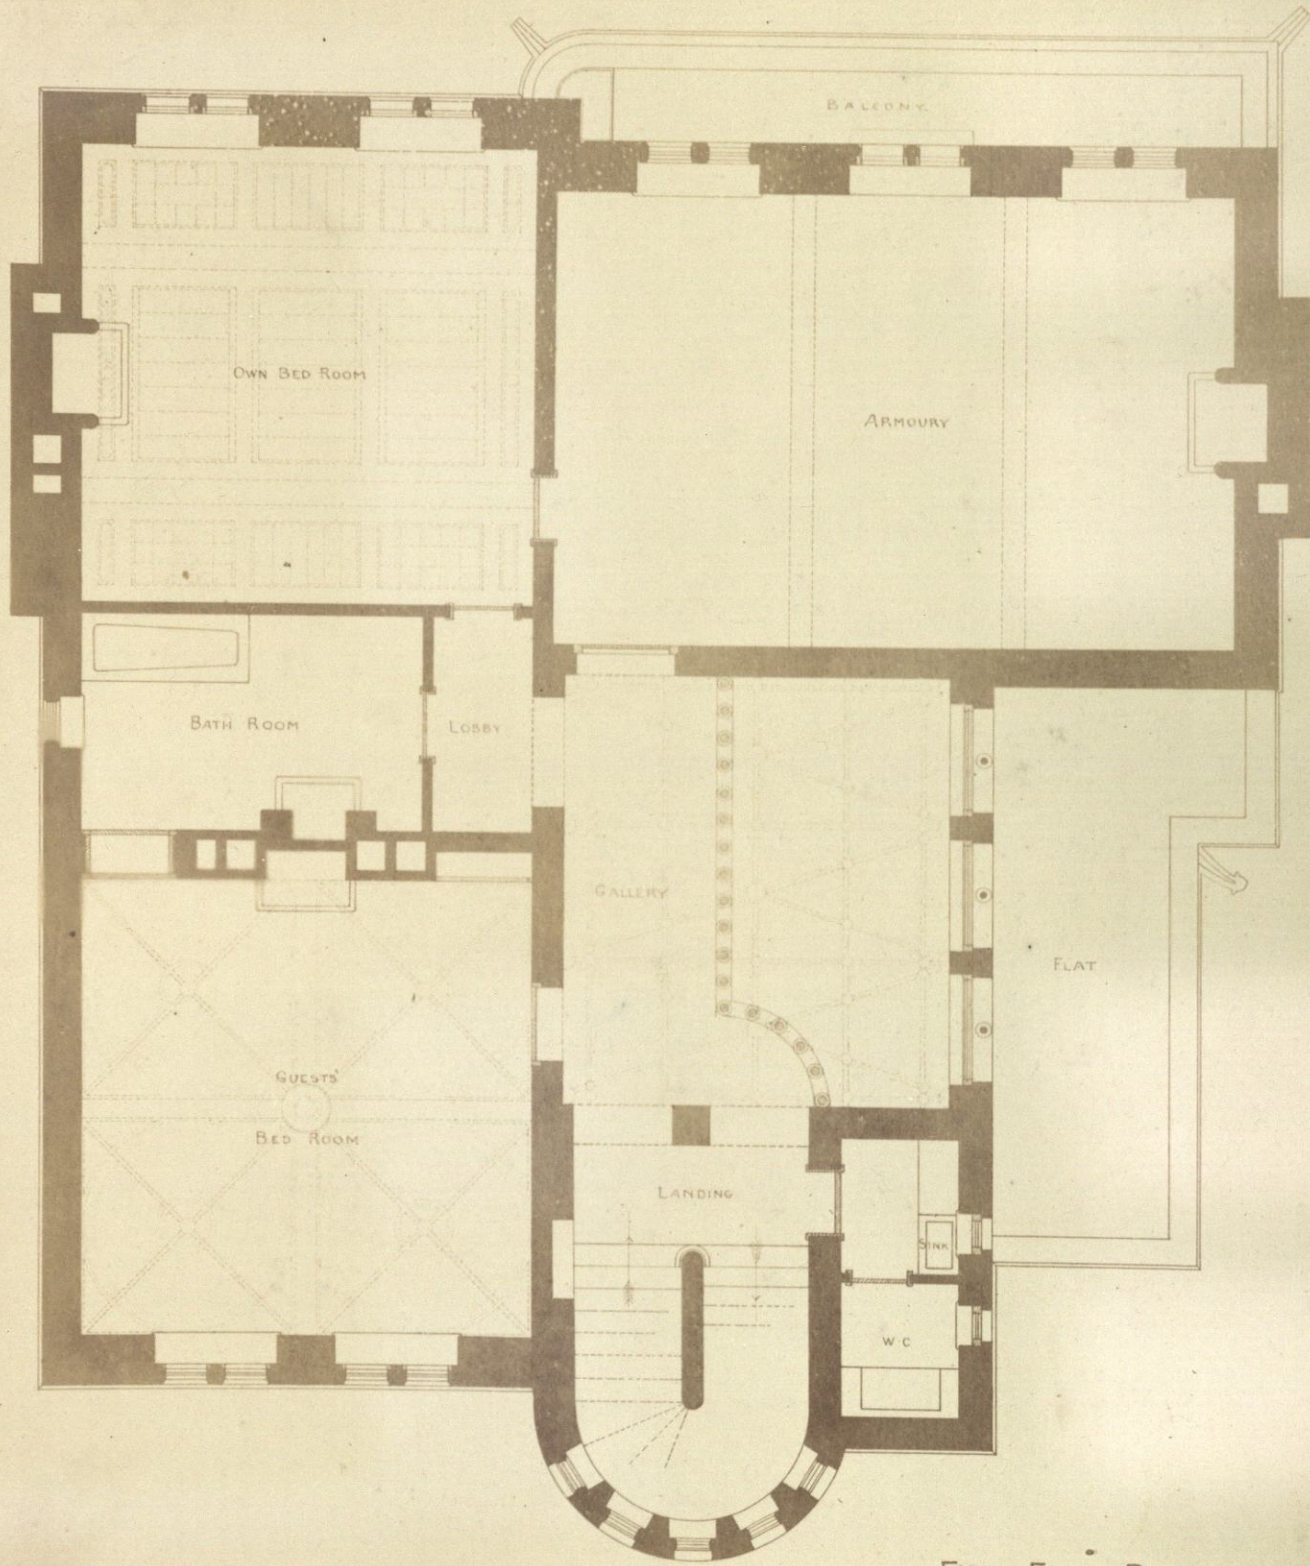 BALCONY.
OWN BED ROOM
ARMOURY
BATH ROOM
LOBBY
GALLERY
FLAT
GUESTS'
BED ROOM
LANDING
SINK
W C